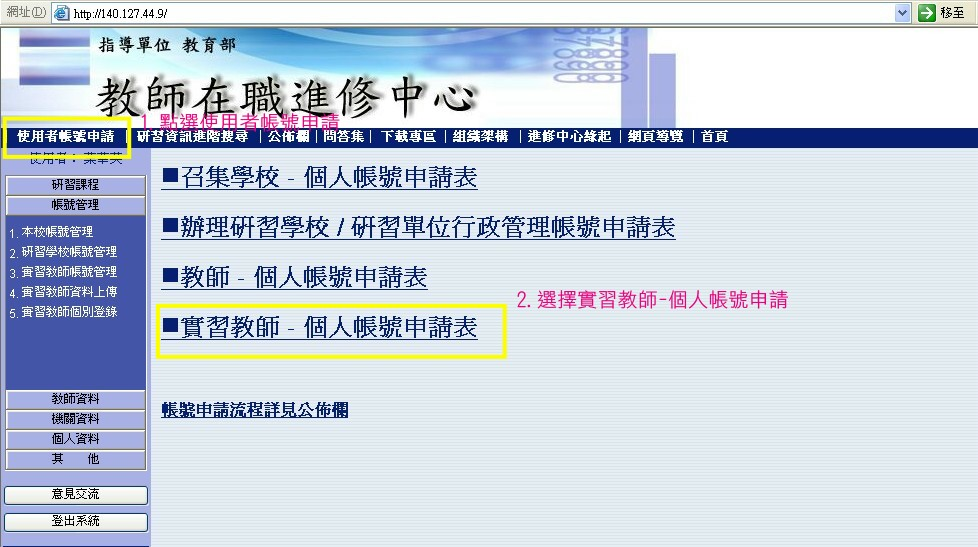 網址(D) http://140.127.44.9/ 移至
指導單位 教育部
教師在職進修中心
1.點選使用者帳號申請
使用者帳號申請 | 研習資訊進階搜尋 | 公佈欄 | 問答集 | 下載專區 | 組織架構 | 進修中心緣起 | 網頁導覽 | 首頁
使用者：葉華英
研習課程
帳號管理
1. 本校帳號管理
2. 研習學校帳號管理
3. 實習教師帳號管理
4. 實習教師資料上傳
5. 實習教師個別登錄
教師資料
機關資料
個人資料
其 他
意見交流
登出系統
■召集學校 - 個人帳號申請表
■辦理研習學校 / 研習單位行政管理帳號申請表
■教師 - 個人帳號申請表
2.選擇實習教師-個人帳號申請
■實習教師 - 個人帳號申請表
帳號申請流程詳見公佈欄